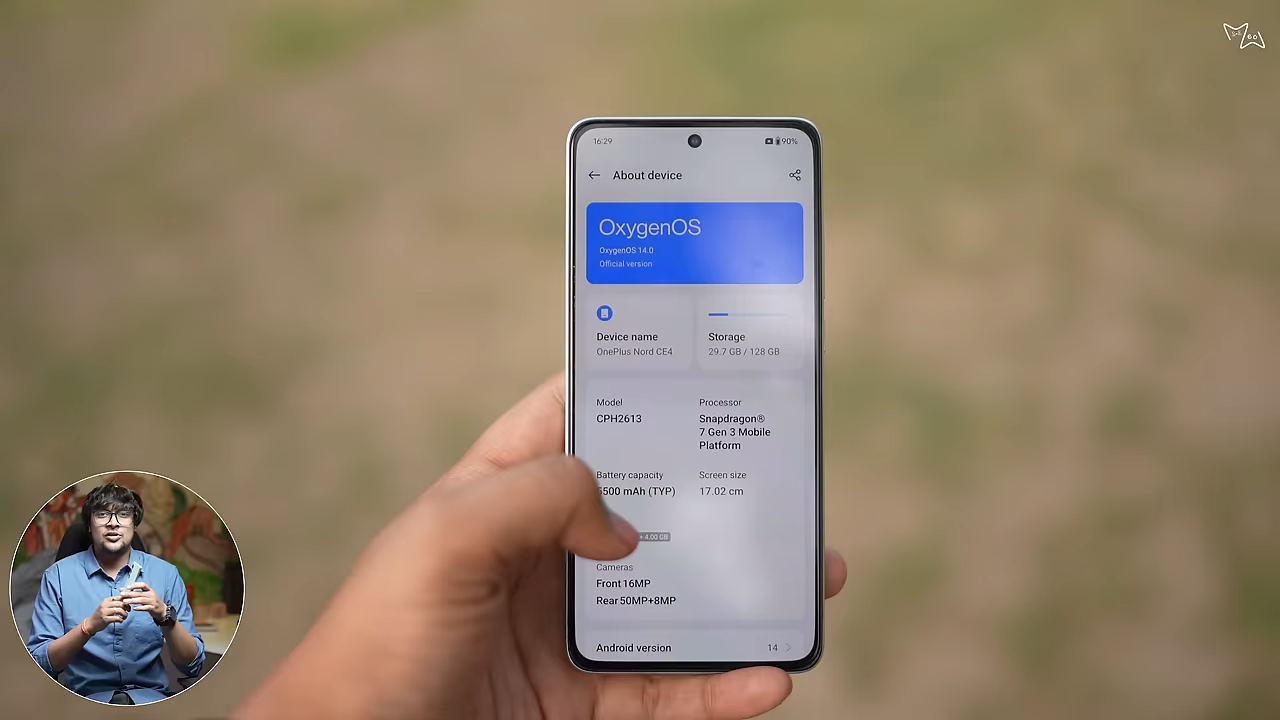 16:29
90%
About device
OxygenOS
OxygenOS 14.0
Official version
Device name
OnePlus Nord CE4
Storage
29.7 GB / 128 GB
Model
CPH2613
Processor
Snapdragon®
7 Gen 3 Mobile
Platform
Battery capacity
5500 mAh (TYP)
Screen size
17.02 cm
+ 4.00 GB
Cameras
Front 16MP
Rear 50MP+8MP
Android version
14